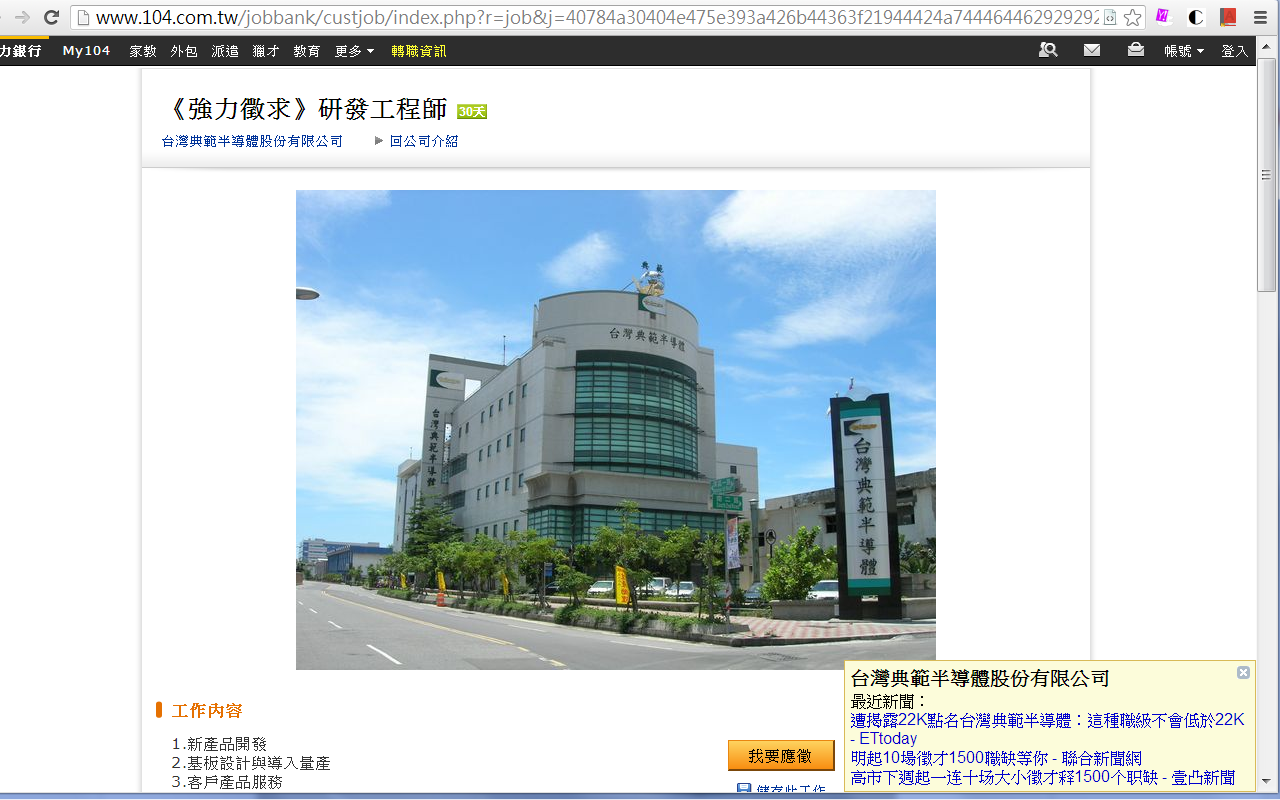 www.104.com.tw/jobbank/custjob/index.php?r=job&j=40784a30404e475e393a426b44363f21944424a74446446292929
力銀行 My104 家教 外包 派遣 獵才 教育 更多 轉職資訊 帳號 登入
《強力徵求》研發工程師 30天
台灣典範半導體股份有限公司 回公司介紹
典範
台灣典範半導體
台灣典範半導體
台灣典範半導體
工作內容
1.新產品開發
2.基板設計與導入量產
3.客戶產品服務
我要應徵
儲存此工作
台灣典範半導體股份有限公司
最近新聞：
遭揭露22K點名台灣典範半導體：這種職級不會低於22K
- ETtoday
明起10場徵才1500職缺等你 - 聯合新聞網
高市下週起一连十场大小徵才释1500个职缺 - 壹凸新聞